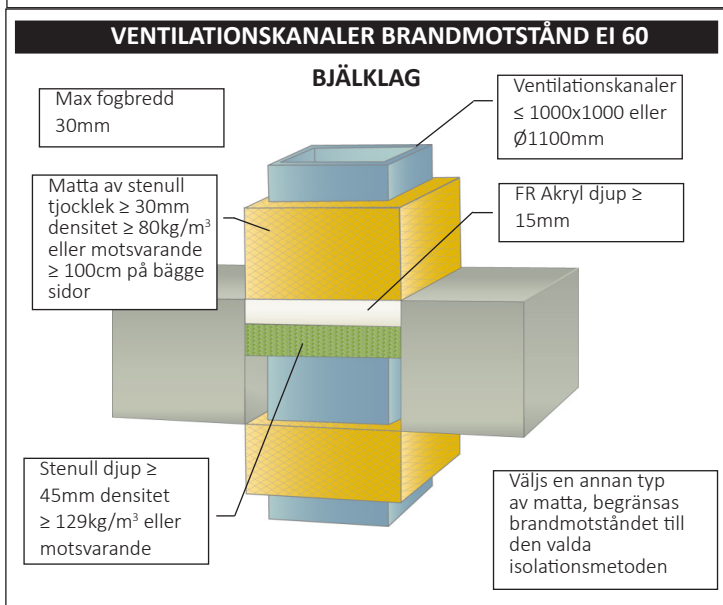 VENTILATIONSKANALER BRANDMOTSTÅND EI 60
BJÄLKLAG
Max fogbredd
30mm
Ventilationskanaler
≤ 1000x1000 eller
Ø1100mm
Matta av stenull
tjocklek ≥ 30mm
densitet ≥ 80kg/m³
eller motsvarande
≥ 100cm på bägge
sidor
FR Akryl djup ≥
15mm
Stenull djup ≥
45mm densitet
≥ 129kg/m³ eller
motsvarande
Väljs en annan typ
av matta, begränsas
brandmotståndet till
den valda
isolationsmetoden